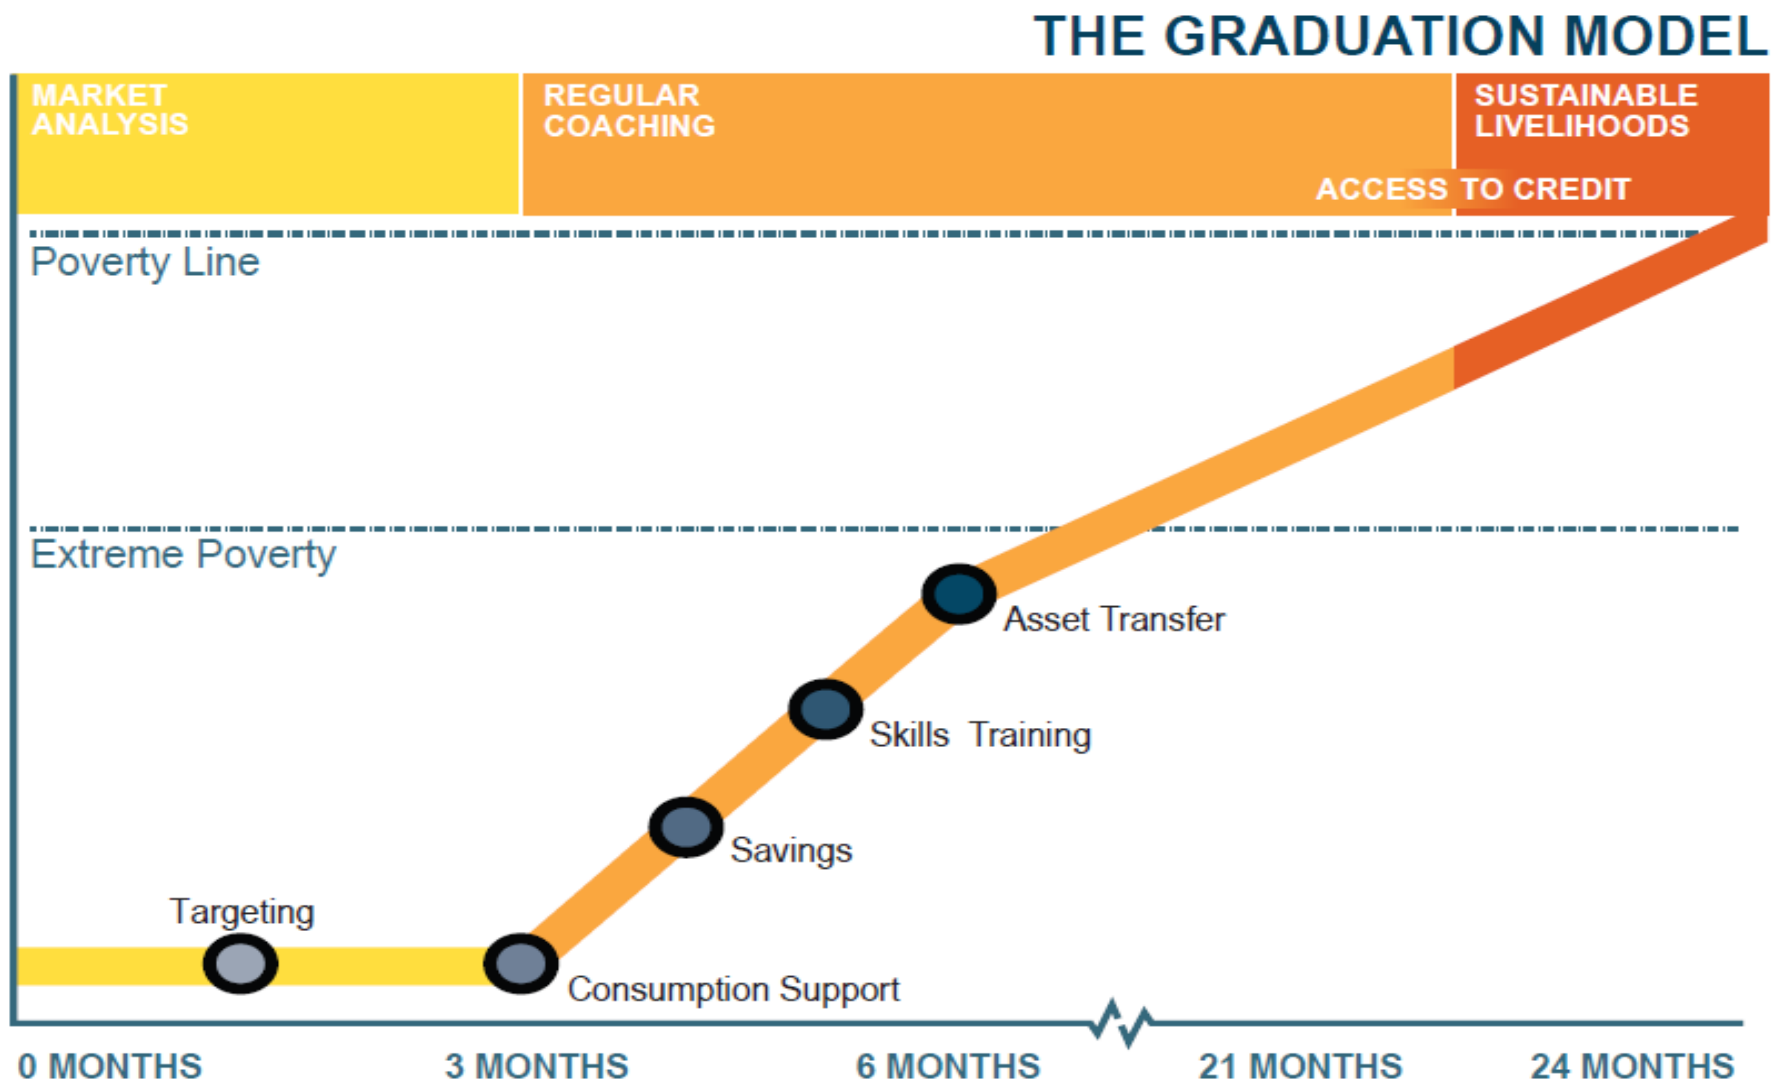 THE GRADUATION MODEL
MARKET
ANALYSIS
REGULAR
COACHING
SUSTAINABLE
LIVELIHOODS
ACCESS TO CREDIT
Poverty Line
Extreme Poverty
Asset Transfer
Skills Training
Savings
Targeting
Consumption Support
0 MONTHS
3 MONTHS
6 MONTHS
21 MONTHS
24 MONTHS